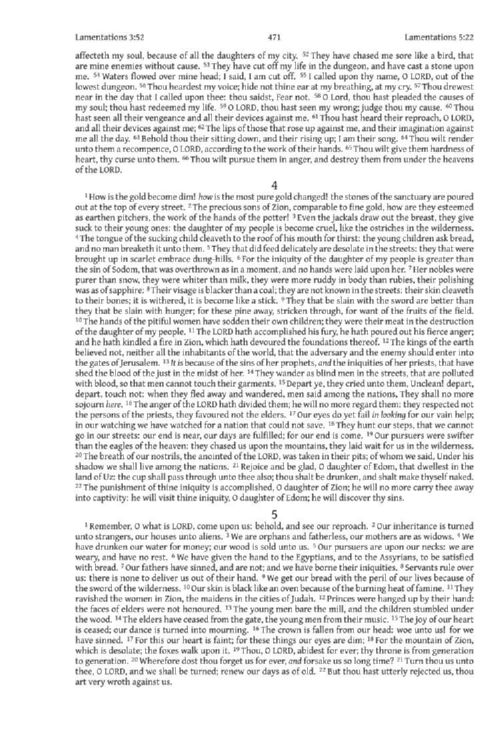 Lamentations 3:52 471 Lamentations 5:22
affecteth my soul, because of all the daughters of my city. 52 They have chased me sore like a bird, that
are mine enemies without cause. 53 They have cut off my life in the dungeon, and have cast a stone upon
me. 54 Waters flowed over mine head; I said, I am cut off. 55 I called upon thy name, O LORD, out of the
lowest dungeon. 56 Thou heardest my voice; hide not thine ear at my breathing, at my cry. 57 Thou drewest
near in the day that I called upon thee: thou saidst, Fear not. 58 O Lord, thou hast pleaded the causes of
my soul; thou hast redeemed my life. 59 O LORD, thou hast seen my wrong; judge thou my cause. 60 Thou
hast seen all their vengeance and all their devices against me. 61 Thou hast heard their reproach, O LORD,
and all their devices against me; 62 The lips of those that rose up against me, and their imagination against
me all the day. 63 Behold thou their sitting down, and their rising up; I am their song. 64 Thou wilt render
unto them a recompence, O LORD, according to the work of their hands. 65 Thou wilt give them hardness of
heart, thy curse unto them. 66 Thou wilt pursue them in anger, and destroy them from under the heavens
of the LORD.
4
1 How is the gold become dim! how is the most pure gold changed! the stones of the sanctuary are poured
out at the top of every street. 2 The precious sons of Zion, comparable to fine gold, how are they esteemed
as earthen pitchers, the work of the hands of the potter! 3 Even the jackals draw out the breast, they give
suck to their young ones: the daughter of my people is become cruel, like the ostriches in the wilderness.
4 The tongue of the sucking child cleaveth to the roof of his mouth for thirst: the young children ask bread,
and no man breaketh it unto them. 5 They that did feed delicately are desolate in the streets: they that were
brought up in scarlet embrace dung-hills. 6 For the iniquity of the daughter of my people is greater than
the sin of Sodom, that was overthrown as in a moment, and no hands were laid upon her. 7 Her nobles were
purer than snow, they were whiter than milk, they were more ruddy in body than rubies, their polishing
was as of sapphire: 8 Their visage is blacker than a coal; they are not known in the streets: their skin cleaveth
to their bones; it is withered, it is become like a stick. 9 They that be slain with the sword are better than
they that be slain with hunger; for these pine away, stricken through, for want of the fruits of the field.
10 The hands of the pitiful women have sodden their own children; they were their meat in the destruction
of the daughter of my people. 11 The LORD hath accomplished his fury, he hath poured out his fierce anger;
and he hath kindled a fire in Zion, which hath devoured the foundations thereof. 12 The kings of the earth
believed not, neither all the inhabitants of the world, that the adversary and the enemy should enter into
the gates of Jerusalem. 13 It is because of the sins of her prophets, and the iniquities of her priests, that have
shed the blood of the just in the midst of her. 14 They wander as blind men in the streets, that are polluted
with blood, so that men cannot touch their garments. 15 Depart ye, they cried unto them, Unclean! depart,
depart, touch not: when they fled away and wandered, men said among the nations, They shall no more
sojourn here. 16 The anger of the LORD hath divided them; he will no more regard them: they respected not
the persons of the priests, they favoured not the elders. 17 Our eyes do yet fail in looking for our vain help;
in our watching we have watched for a nation that could not save. 18 They hunt our steps, that we cannot
go in our streets: our end is near, our days are fulfilled; for our end is come. 19 Our pursuers were swifter
than the eagles of the heaven: they chased us upon the mountains, they laid wait for us in the wilderness.
20 The breath of our nostrils, the anointed of the LORD, was taken in their pits; of whom we said, Under his
shadow we shall live among the nations. 21 Rejoice and be glad, O daughter of Edom, that dwellest in the
land of Uz: the cup shall pass through unto thee also; thou shalt be drunken, and shalt make thyself naked.
22 The punishment of thine iniquity is accomplished, O daughter of Zion; he will no more carry thee away
into captivity: he will visit thine iniquity, O daughter of Edom; he will discover thy sins.
5
1 Remember, O what is LORD, come upon us: behold, and see our reproach. 2 Our inheritance is turned
unto strangers, our houses unto aliens. 3 We are orphans and fatherless, our mothers are as widows. 4 We
have drunken our water for money; our wood is sold unto us. 5 Our pursuers are upon our necks: we are
weary, and have no rest. 6 We have given the hand to the Egyptians, and to the Assyrians, to be satisfied
with bread. 7 Our fathers have sinned, and are not; and we have borne their iniquities. 8 Servants rule over
us: there is none to deliver us out of their hand. 9 We get our bread with the peril of our lives because of
the sword of the wilderness. 10 Our skin is black like an oven because of the burning heat of famine. 11 They
ravished the women in Zion, the maidens in the cities of Judah. 12 Princes were hanged up by their hand:
the faces of elders were not honoured. 13 The young men bare the mill, and the children stumbled under
the wood. 14 The elders have ceased from the gate, the young men from their music. 15 The joy of our heart
is ceased; our dance is turned into mourning. 16 The crown is fallen from our head: woe unto us! for we
have sinned. 17 For this our heart is faint; for these things our eyes are dim; 18 For the mountain of Zion,
which is desolate; the foxes walk upon it. 19 Thou, O LORD, abidest for ever; thy throne is from generation
to generation. 20 Wherefore dost thou forget us for ever, and forsake us so long time? 21 Turn thou us unto
thee, O LORD, and we shall be turned; renew our days as of old. 22 But thou hast utterly rejected us, thou
art very wroth against us.